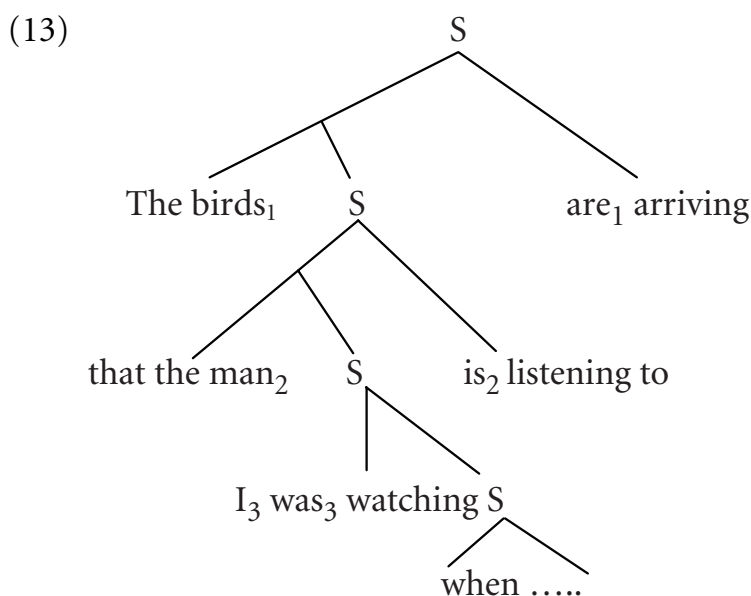 (13)
S
The birds₁ S are₁ arriving
that the man₂ S is₂ listening to
I₃ was₃ watching S
when …..